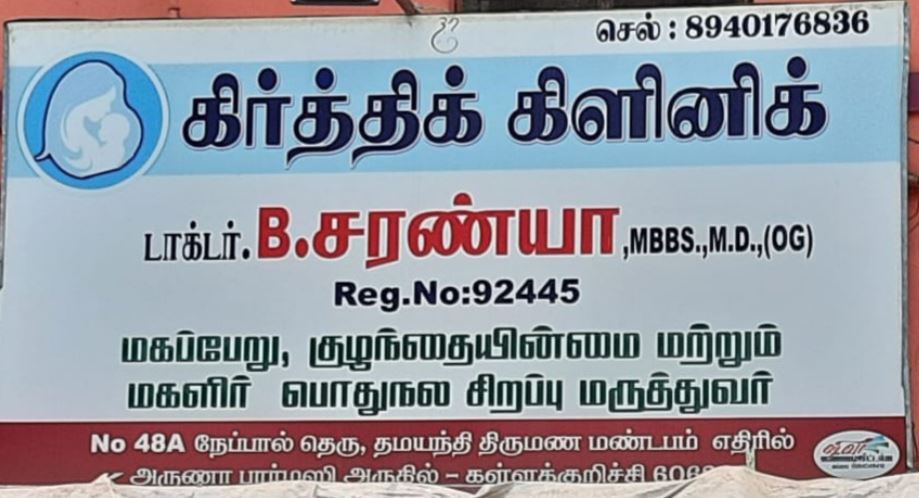 செல் : 8940176836
கிர்த்திக் கிளினிக்
டாக்டர். B.சரண்யா ,MBBS.,M.D.,(OG)
Reg.No:92445
மகப்பேறு, குழந்தையின்மை மற்றும்
மகளிர் பொதுநல சிறப்பு மருத்துவர்
No 48A நேப்பால் தெரு, தமயந்தி திருமண மண்டபம் எதிரில்
அருணா பார்மஸி அருகில் – கள்ளக்குறிச்சி